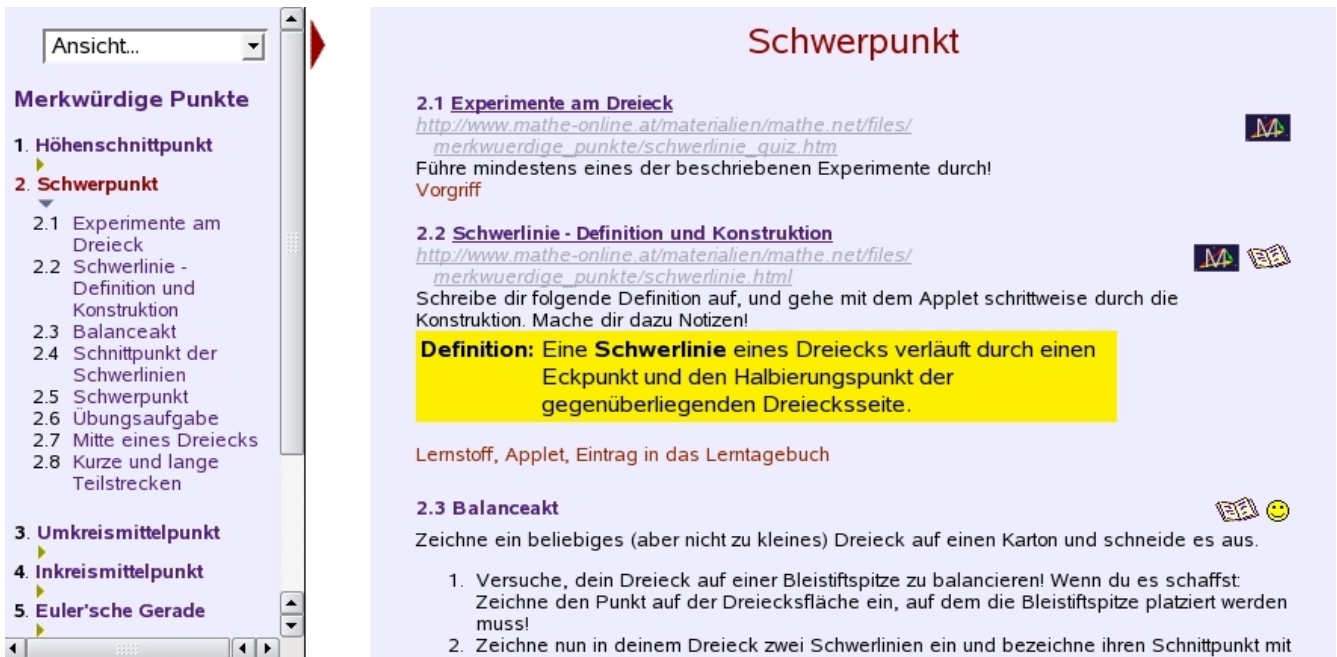 Ansicht...
Merkwürdige Punkte
1. Höhenschnittpunkt
2. Schwerpunkt
2.1 Experimente am
Dreieck
2.2 Schwerlinie -
Definition und
Konstruktion
2.3 Balanceakt
2.4 Schnittpunkt der
Schwerlinien
2.5 Schwerpunkt
2.6 Übungsaufgabe
2.7 Mitte eines Dreiecks
2.8 Kurze und lange
Teilstrecken
3. Umkreismittelpunkt
4. Inkreismittelpunkt
5. Euler'sche Gerade
Schwerpunkt
2.1 Experimente am Dreieck
http://www.mathe-online.at/materialien/mathe.net/files/
merkwuerdige_punkte/schwerlinie_quiz.htm
Führe mindestens eines der beschriebenen Experimente durch!
Vorgriff
2.2 Schwerlinie - Definition und Konstruktion
http://www.mathe-online.at/materialien/mathe.net/files/
merkwuerdige_punkte/schwerlinie.html
Schreibe dir folgende Definition auf, und gehe mit dem Applet schrittweise durch die
Konstruktion. Mache dir dazu Notizen!
Definition: Eine Schwerlinie eines Dreiecks verläuft durch einen
Eckpunkt und den Halbierungspunkt der
gegenüberliegenden Dreiecksseite.
Lernstoff, Applet, Eintrag in das Lerntagebuch
2.3 Balanceakt
Zeichne ein beliebiges (aber nicht zu kleines) Dreieck auf einen Karton und schneide es aus.
1. Versuche, dein Dreieck auf einer Bleistiftspitze zu balancieren! Wenn du es schaffst:
Zeichne den Punkt auf der Dreiecksfläche ein, auf dem die Bleistiftspitze platziert werden
muss!
2. Zeichne nun in deinem Dreieck zwei Schwerlinien ein und bezeichne ihren Schnittpunkt mit